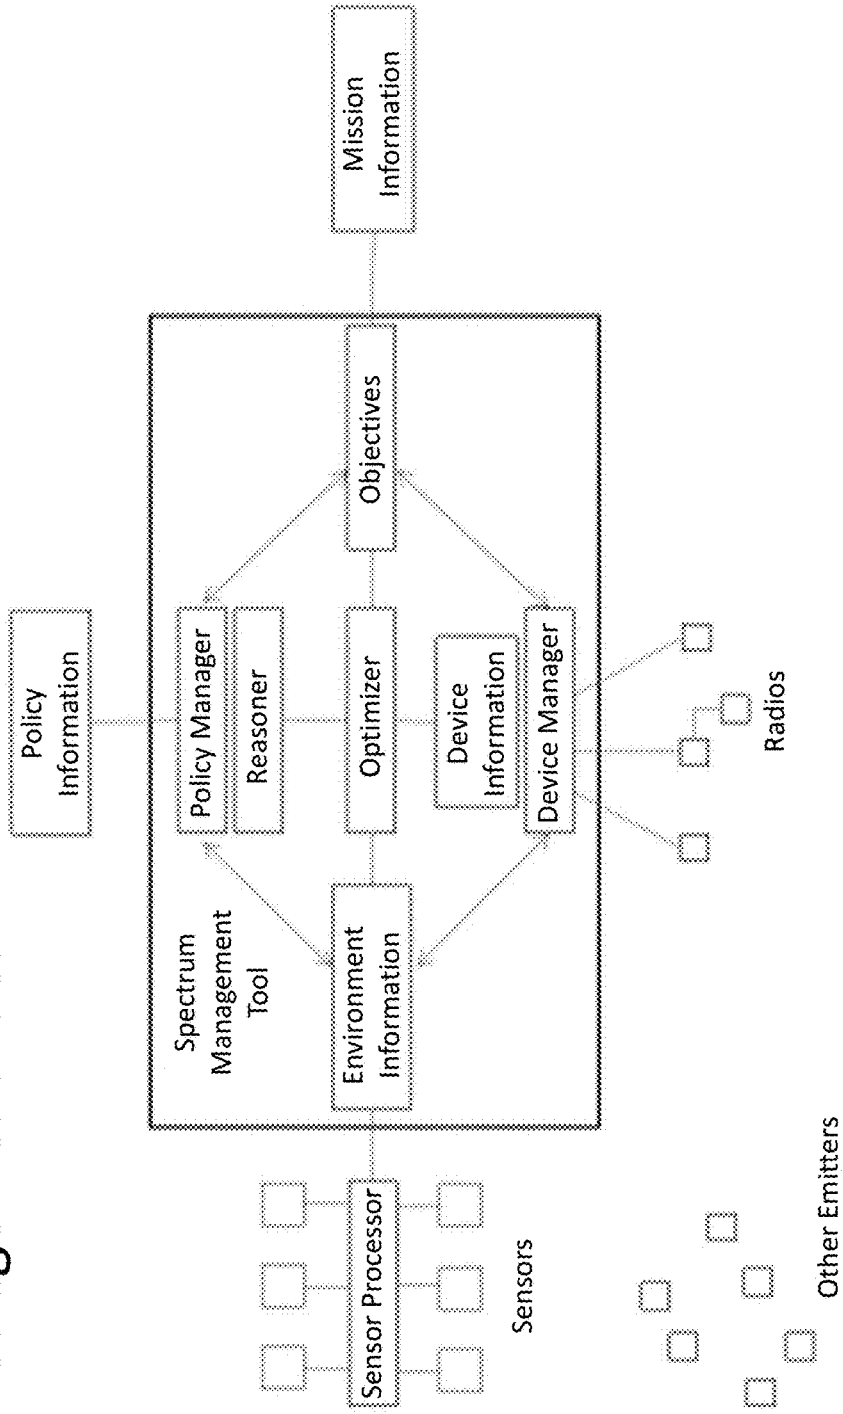 Policy
Information
Spectrum
Management
Tool
Policy Manager
Reasoner
Sensor Processor
Environment
Information
Optimizer
Objectives
Mission
Information
Device
Information
Device Manager
Sensors
Radios
Other Emitters